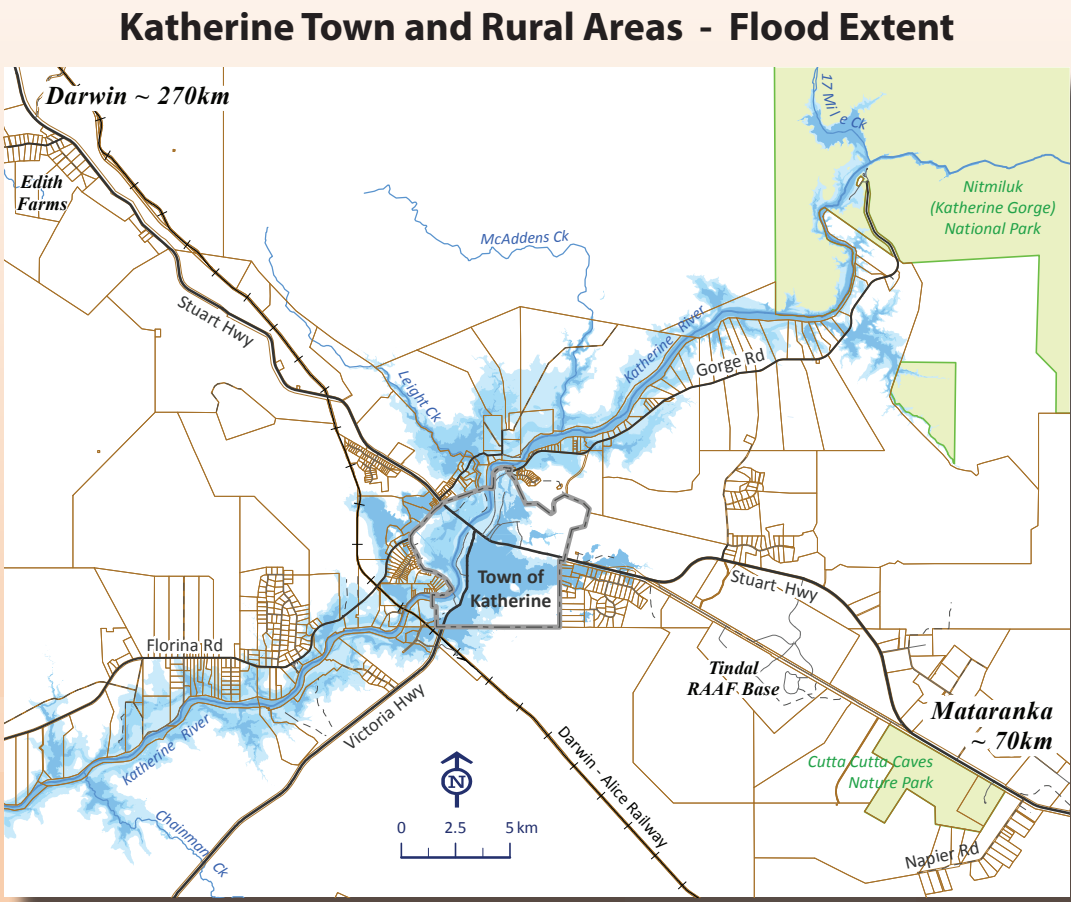 Katherine Town and Rural Areas - Flood Extent
Darwin ~ 270km
17 Mile Ck
Edith
Farms
Nitmiluk
(Katherine Gorge)
National Park
McAddens Ck
Stuart Hwy
Katherine River
Gorge Rd
Leight Ck
Town of
Katherine
Stuart Hwy
Florina Rd
Tindal
RAAF Base
Victoria Hwy
Mataranka
~ 70km
Katherine River
Darwin - Alice Railway
Cutta Cutta Caves
Nature Park
N
Chainman Ck
0 2.5 5 km
Napier Rd